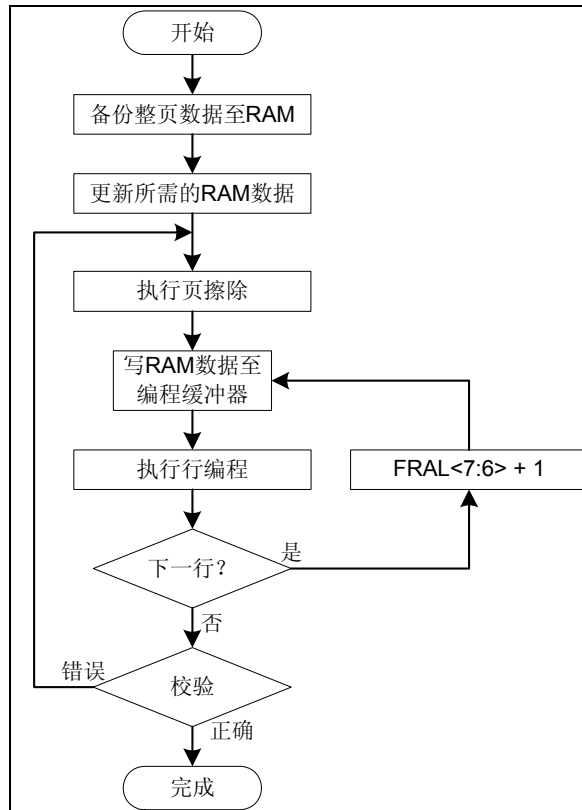 开始
备份整页数据至RAM
更新所需的RAM数据
执行页擦除
写RAM数据至
编程缓冲器
执行行编程
FRAL<7:6> + 1
下一行？
是
否
错误
校验
正确
完成